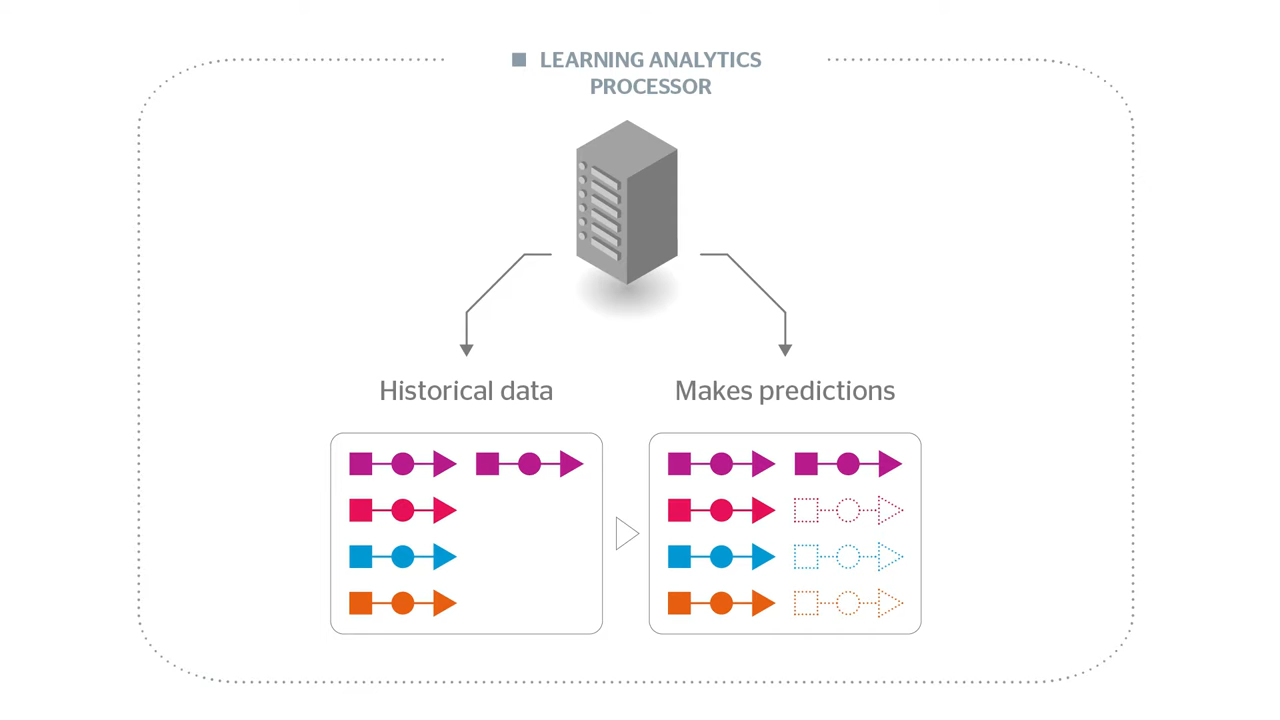 LEARNING ANALYTICS
PROCESSOR
Historical data
Makes predictions